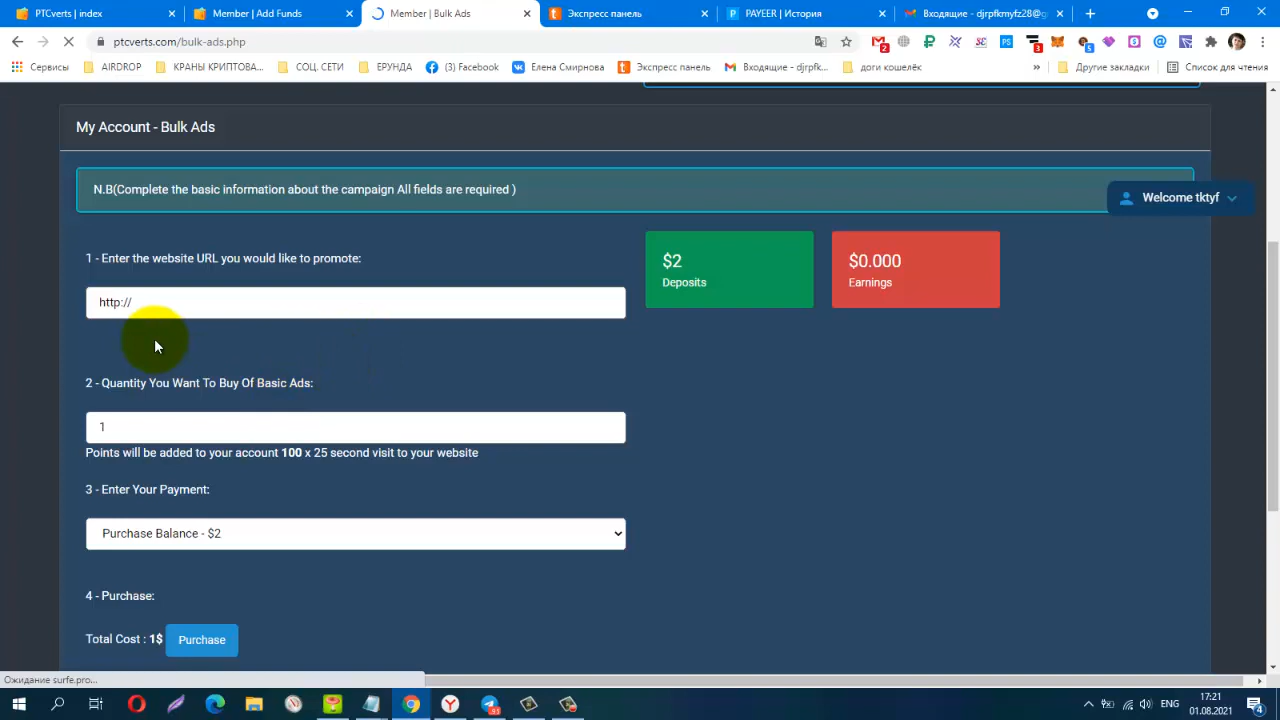 PTCverts | index
Member | Add Funds
Member | Bulk Ads
Экспресс панель
PAYEER | История
Входящие - djrpfkmyfz28@g
ptcverts.com/bulk-ads.php
Сервисы
AIRDROP
КРАНЫ КРИПТОВА...
СОЦ. СЕТИ
ЕРУНДА
(3) Facebook
Елена Смирнова
Экспресс панель
Входящие - djrpfk...
доги кошелёк
»
Другие закладки
Список для чтения
My Account - Bulk Ads
N.B(Complete the basic information about the campaign All fields are required )
Welcome tktyf
1 - Enter the website URL you would like to promote:
http://
$2
Deposits
$0.000
Earnings
2 - Quantity You Want To Buy Of Basic Ads:
1
Points will be added to your account 100 x 25 second visit to your website
3 - Enter Your Payment:
Purchase Balance - $2
4 - Purchase:
Total Cost : 1$ Purchase
Ожидание surfe.pro...
ENG
17:21
01.08.2021